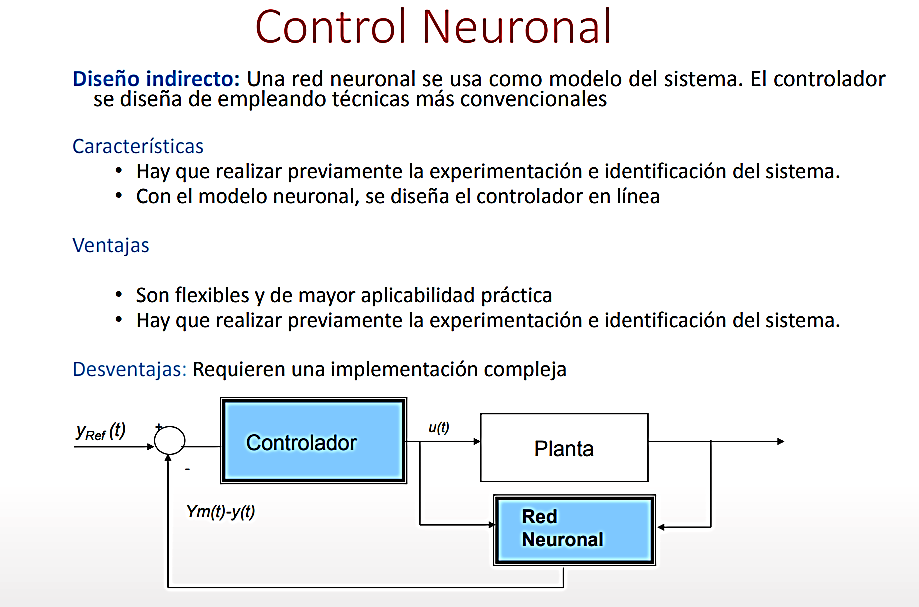 Control Neuronal
Diseño indirecto: Una red neuronal se usa como modelo del sistema. El controlador
se diseña de empleando técnicas más convencionales
Características
• Hay que realizar previamente la experimentación e identificación del sistema.
• Con el modelo neuronal, se diseña el controlador en línea
Ventajas
• Son flexibles y de mayor aplicabilidad práctica
• Hay que realizar previamente la experimentación e identificación del sistema.
Desventajas: Requieren una implementación compleja
yRef (t)
+
-
Controlador
u(t)
Planta
Ym(t)-y(t)
Red
Neuronal